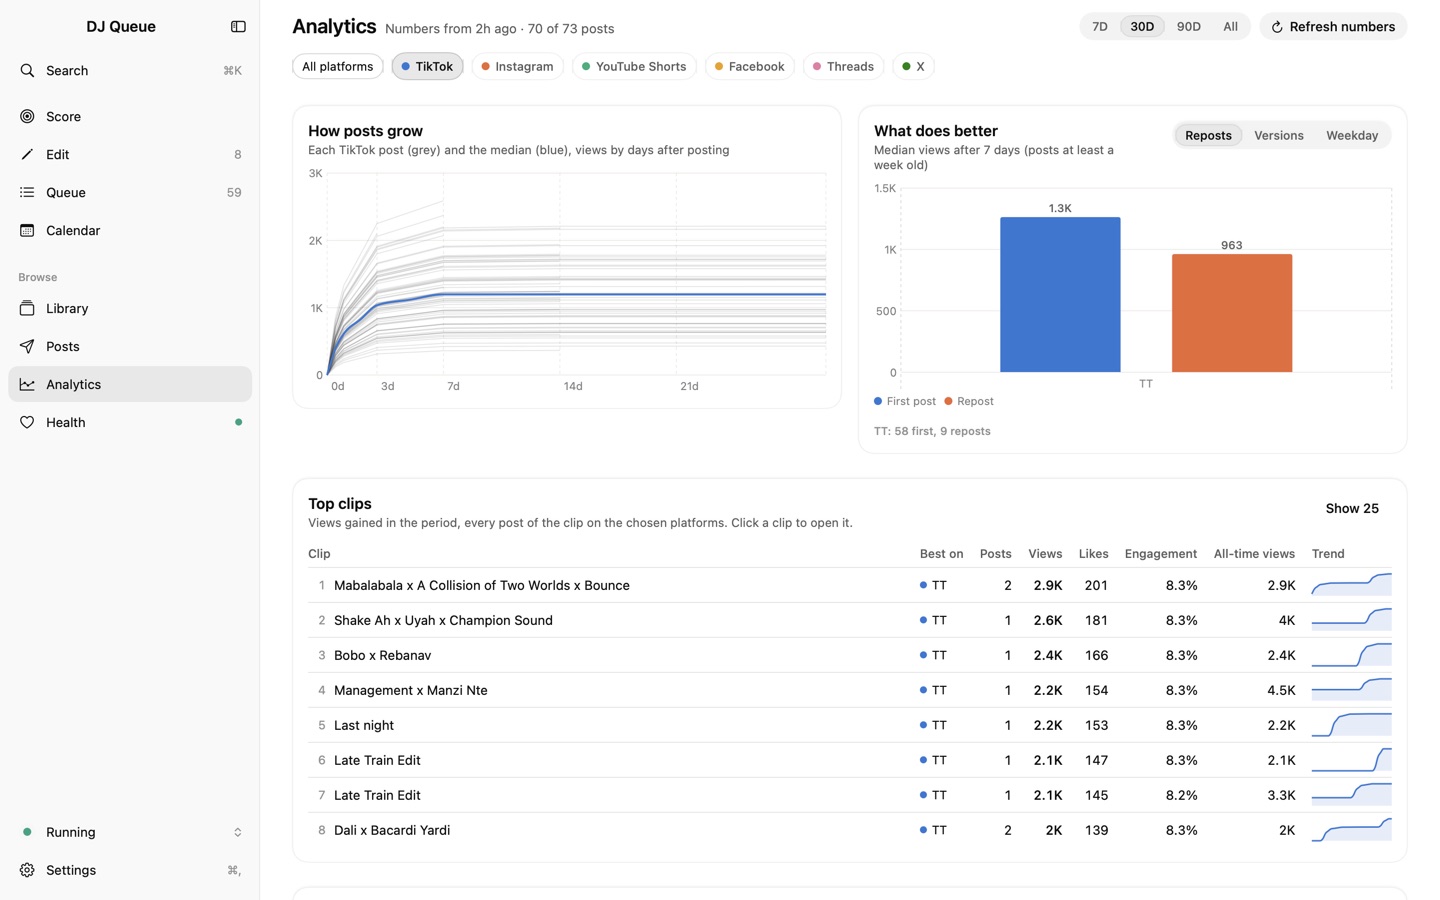 DJ Queue
Search ⌘K
Score
Edit 8
Queue 59
Calendar
Browse
Library
Posts
Analytics
Health
Running
Settings ⌘,
Analytics Numbers from 2h ago · 70 of 73 posts
7D 30D 90D All Refresh numbers
All platforms TikTok Instagram YouTube Shorts Facebook Threads X
How posts grow
Each TikTok post (grey) and the median (blue), views by days after posting
3K
2K
1K
0
0d 3d 7d 14d 21d
What does better
Reposts Versions Weekday
Median views after 7 days (posts at least a
week old)
1.5K
1K
500
0
1.3K
963
TT
First post Repost
TT: 58 first, 9 reposts
Top clips
Show 25
Views gained in the period, every post of the clip on the chosen platforms. Click a clip to open it.
Clip Best on Posts Views Likes Engagement All-time views Trend
1 Mabalabala x A Collision of Two Worlds x Bounce TT 2 2.9K 201 8.3% 2.9K
2 Shake Ah x Uyah x Champion Sound TT 1 2.6K 181 8.3% 4K
3 Bobo x Rebanav TT 1 2.4K 166 8.3% 2.4K
4 Management x Manzi Nte TT 1 2.2K 154 8.3% 4.5K
5 Last night TT 1 2.2K 153 8.3% 2.2K
6 Late Train Edit TT 1 2.1K 147 8.3% 2.1K
7 Late Train Edit TT 1 2.1K 145 8.2% 3.3K
8 Dali x Bacardi Yardi TT 2 2K 139 8.3% 2K